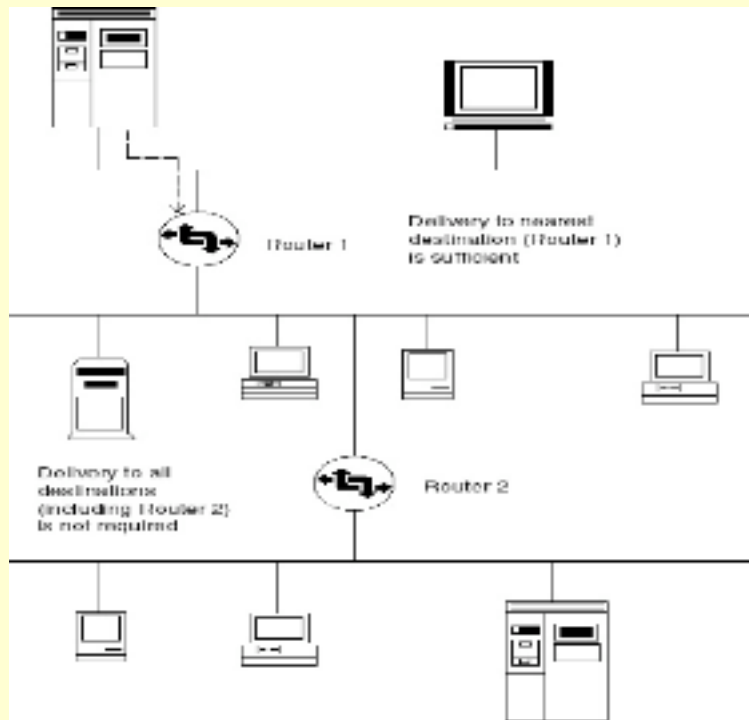 Router 1
Delivery to nearest
destination (Router 1)
is sufficient
Delivery to all
destinations
(including Router 2)
is not required
Router 2